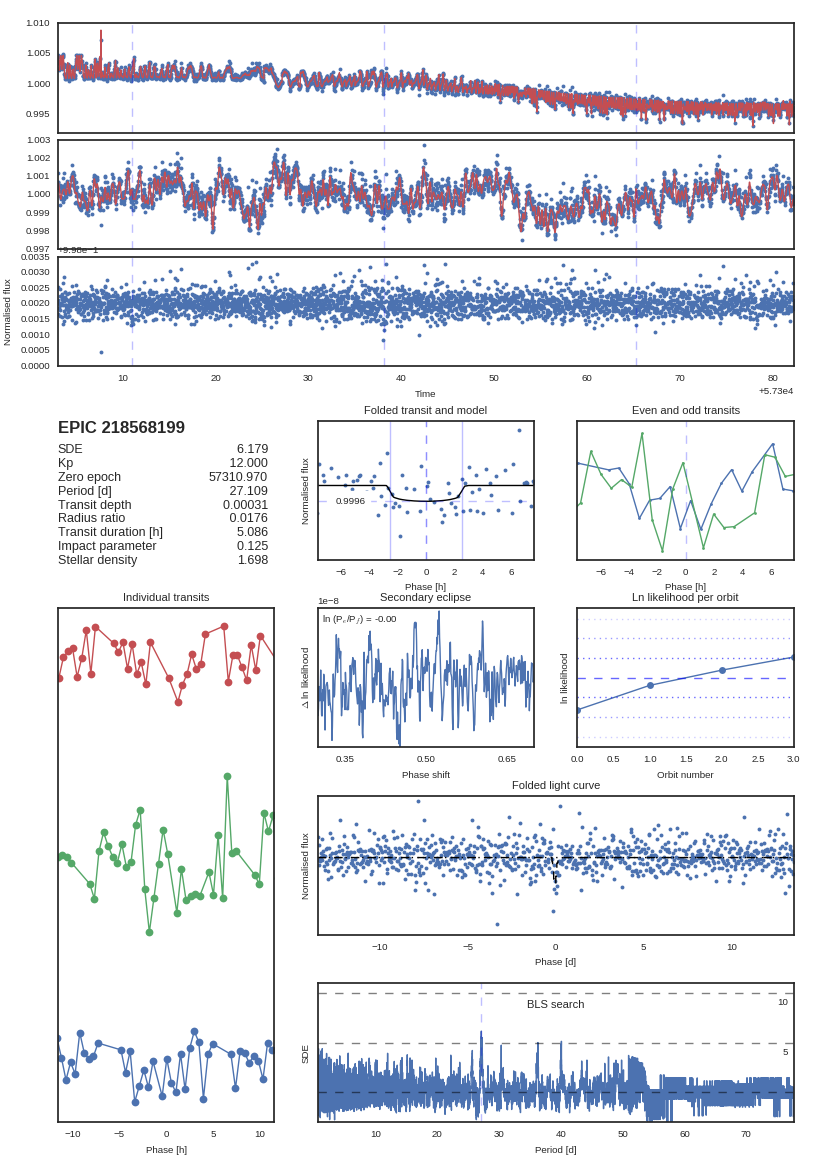 1.010
1.005
1.000
0.995
1.003
1.002
1.001
1.000
0.999
0.998
0.997
+9.98e−1
0.0035
0.0030
0.0025
0.0020
0.0015
0.0010
0.0005
0.0000
Normalised flux
10 20 30 40 50 60 70 80
Time
+5.73e4
EPIC 218568199
SDE 6.179
Kp 12.000
Zero epoch 57310.970
Period [d] 27.109
Transit depth 0.00031
Radius ratio 0.0176
Transit duration [h] 5.086
Impact parameter 0.125
Stellar density 1.698
Folded transit and model
Normalised flux
0.9996
−6 −4 −2 0 2 4 6
Phase [h]
Even and odd transits
−6 −4 −2 0 2 4 6
Phase [h]
Individual transits
−10 −5 0 5 10
Phase [h]
Secondary eclipse
1e−8
ln (Pₑ/P𝑓) = -0.00
Δ ln likelihood
0.35 0.50 0.65
Phase shift
Ln likelihood per orbit
ln likelihood
0.0 0.5 1.0 1.5 2.0 2.5 3.0
Orbit number
Folded light curve
Normalised flux
−10 −5 0 5 10
Phase [d]
BLS search
10
5
SDE
10 20 30 40 50 60 70
Period [d]